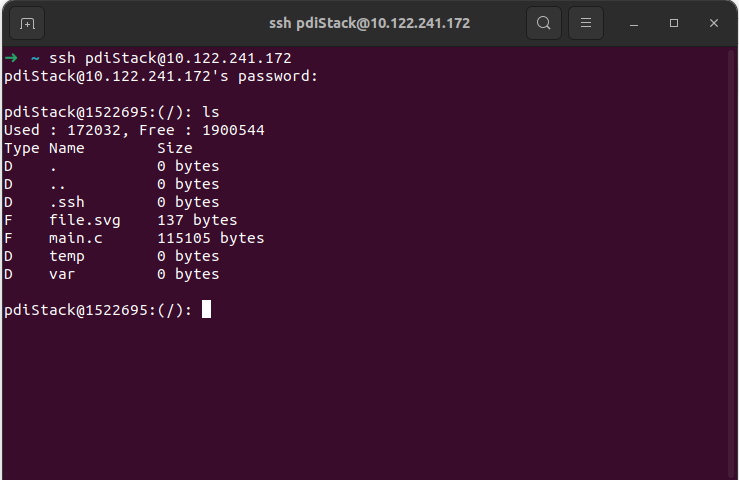 ssh pdiStack@10.122.241.172
➜ ~ ssh pdiStack@10.122.241.172
pdiStack@10.122.241.172's password:
pdiStack@1522695:(/): ls
Used : 172032, Free : 1900544
Type Name        Size
D    .           0 bytes
D    ..          0 bytes
D    .ssh        0 bytes
F    file.svg    137 bytes
F    main.c      115105 bytes
D    temp        0 bytes
D    var         0 bytes
pdiStack@1522695:(/):